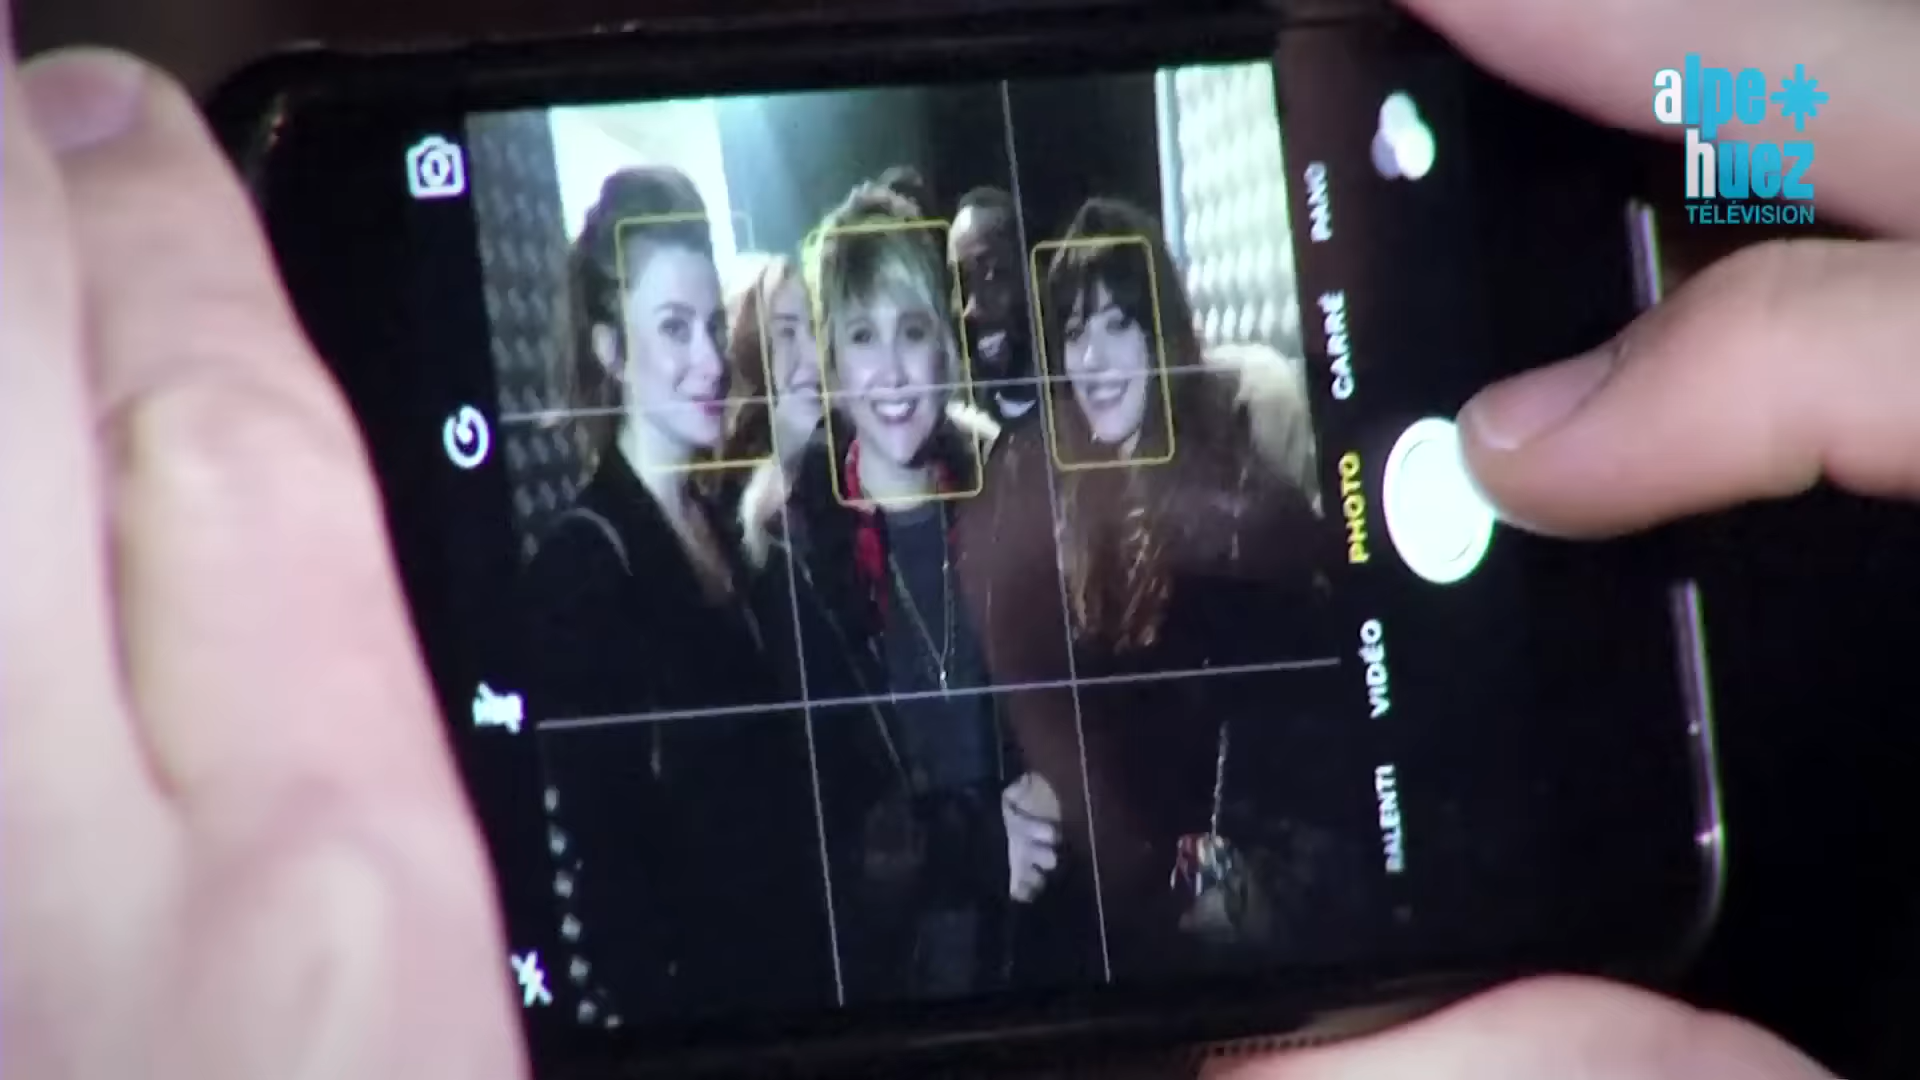 alpe
huez
TÉLÉVISION
PANO
CARRÉ
PHOTO
VIDÉO
RALENTI